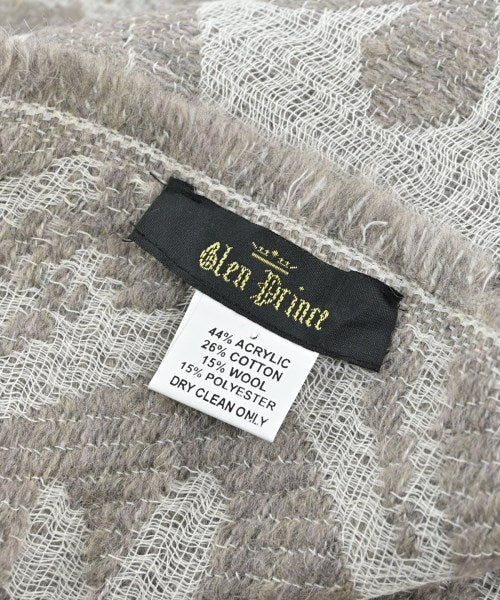 Glen Prince
44% ACRYLIC
26% COTTON
15% WOOL
15% POLYESTER
DRY CLEAN ONLY